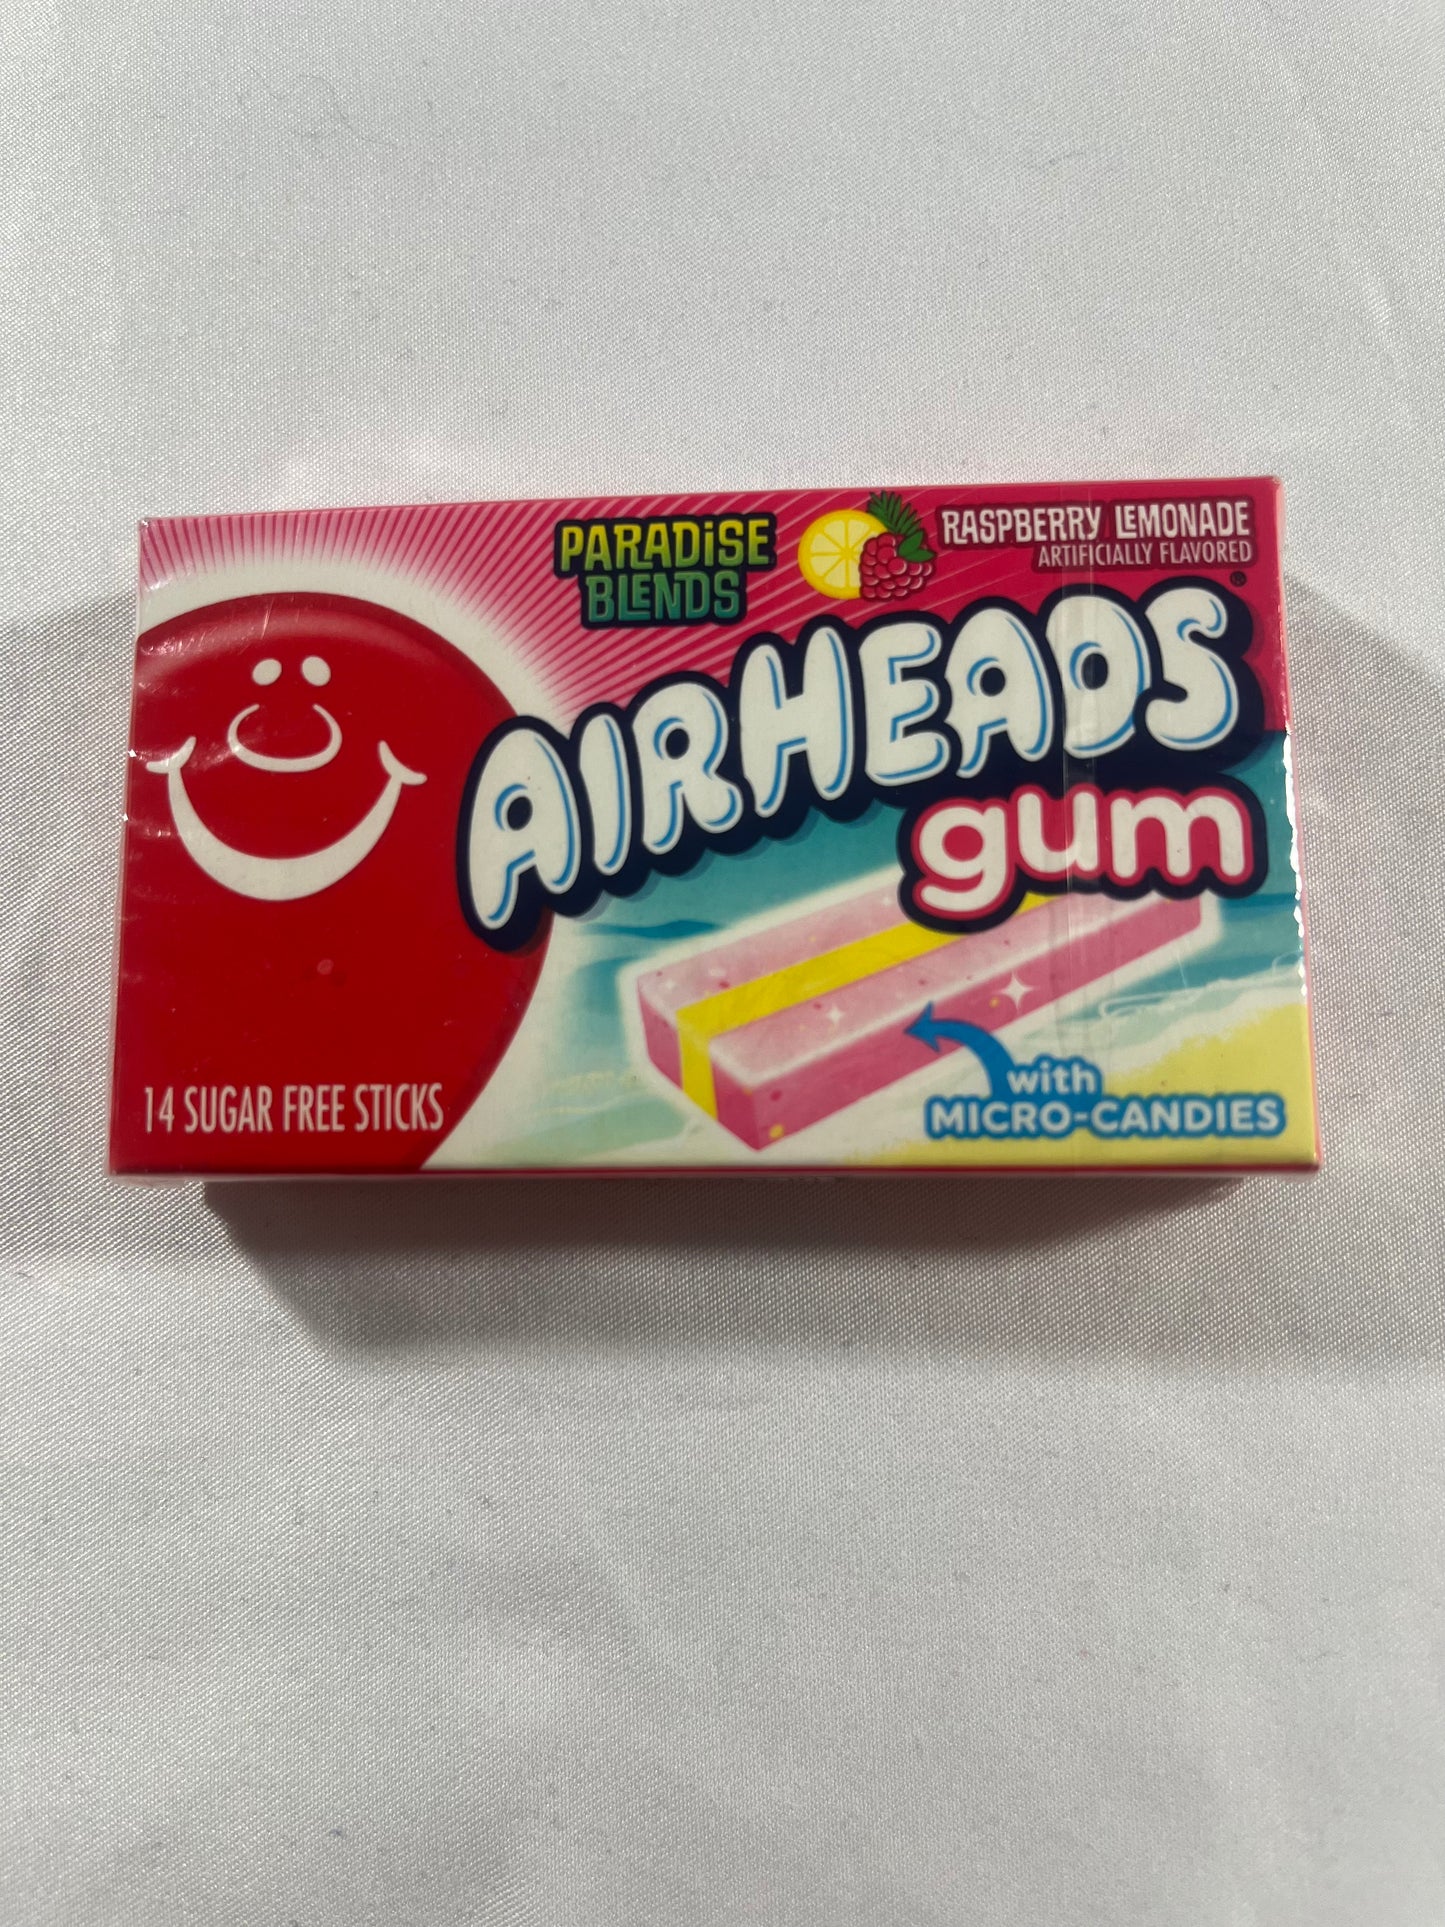 PARADiSE
BLENDS
RASPBERRY LEMONADE
ARTIFICIALLY FLAVORED
AIRHEADS®
gum
14 SUGAR FREE STICKS
with
MICRO-CANDIES